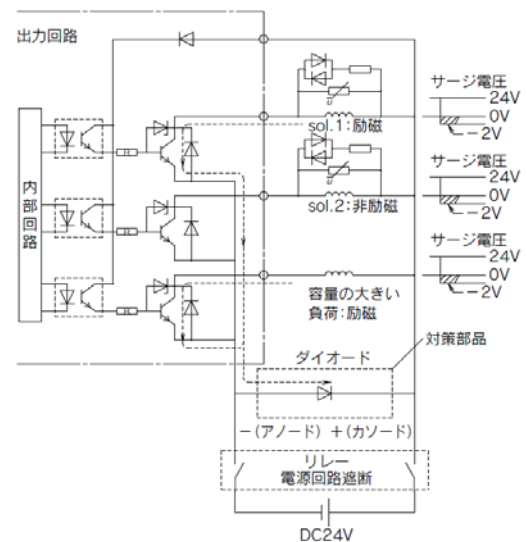 出力回路
内部回路
サージ電圧
24V
0V
-2V
sol.1:励磁
サージ電圧
24V
0V
-2V
sol.2:非励磁
サージ電圧
24V
0V
-2V
容量の大きい
負荷:励磁
対策部品
ダイオード
-(アノード) +(カソード)
リレー
電源回路遮断
DC24V